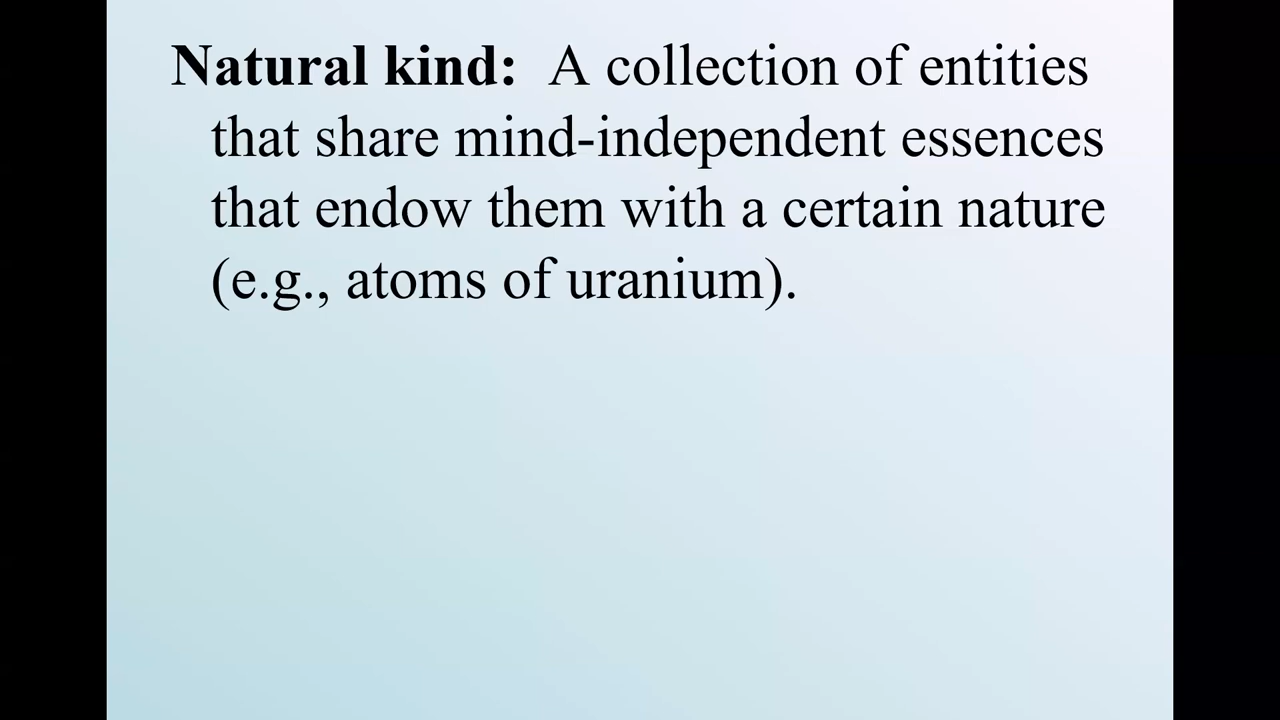 Natural kind: A collection of entities
that share mind-independent essences
that endow them with a certain nature
(e.g., atoms of uranium).